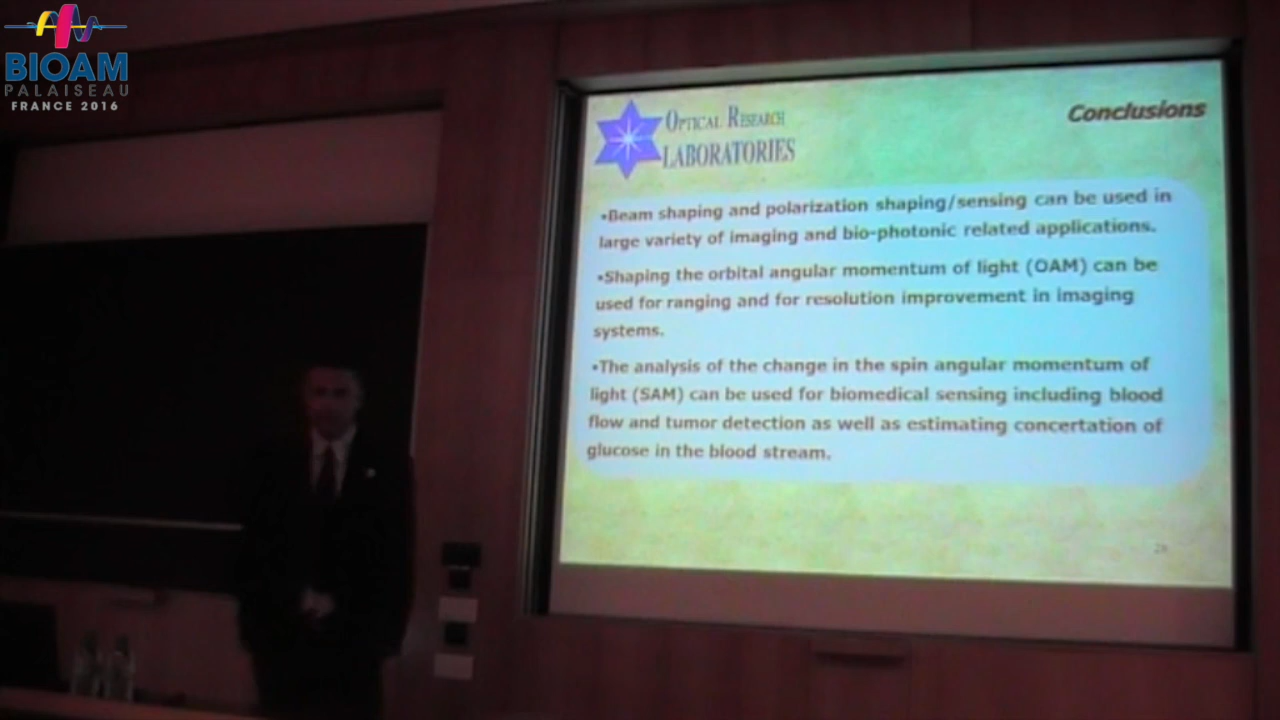 BIOAM
PALAISEAU
FRANCE 2016
OPTICAL RESEARCH
LABORATORIES
Conclusions
•Beam shaping and polarization shaping/sensing can be used in
large variety of imaging and bio-photonic related applications.
•Shaping the orbital angular momentum of light (OAM) can be
used for ranging and for resolution improvement in imaging
systems.
•The analysis of the change in the spin angular momentum of
light (SAM) can be used for biomedical sensing including blood
flow and tumor detection as well as estimating concertation of
glucose in the blood stream.